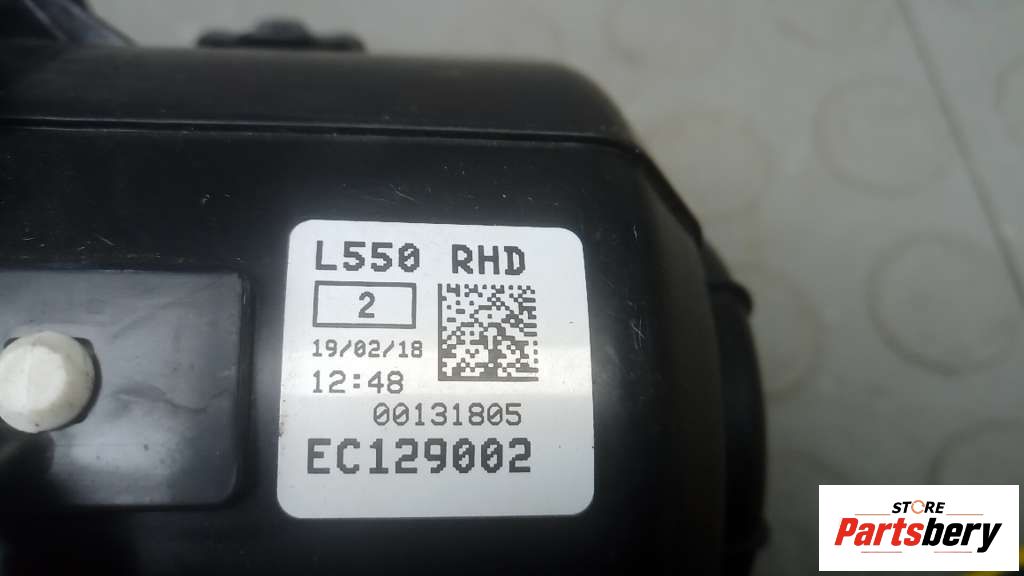 L550 RHD
2
19/02/18
12:48
00131805
EC129002
STORE
Partsbery